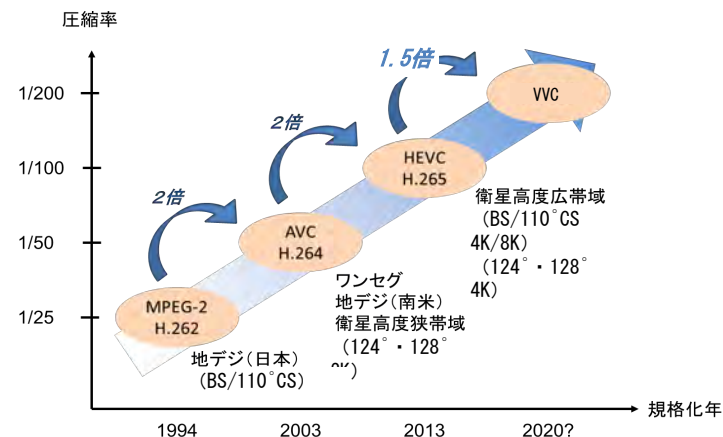 圧縮率
1/200
1/100
1/50
1/25
1.5倍
2倍
2倍
VVC
HEVC
H.265
AVC
H.264
MPEG-2
H.262
衛星高度広帯域
(BS/110°CS
4K/8K)
(124°・128°
4K)
ワンセグ
地デジ(南米)
衛星高度狭帯域
(124°・128°
地デジ(日本)
(BS/110°CS)
1994
2003
2013
2020?
規格化年